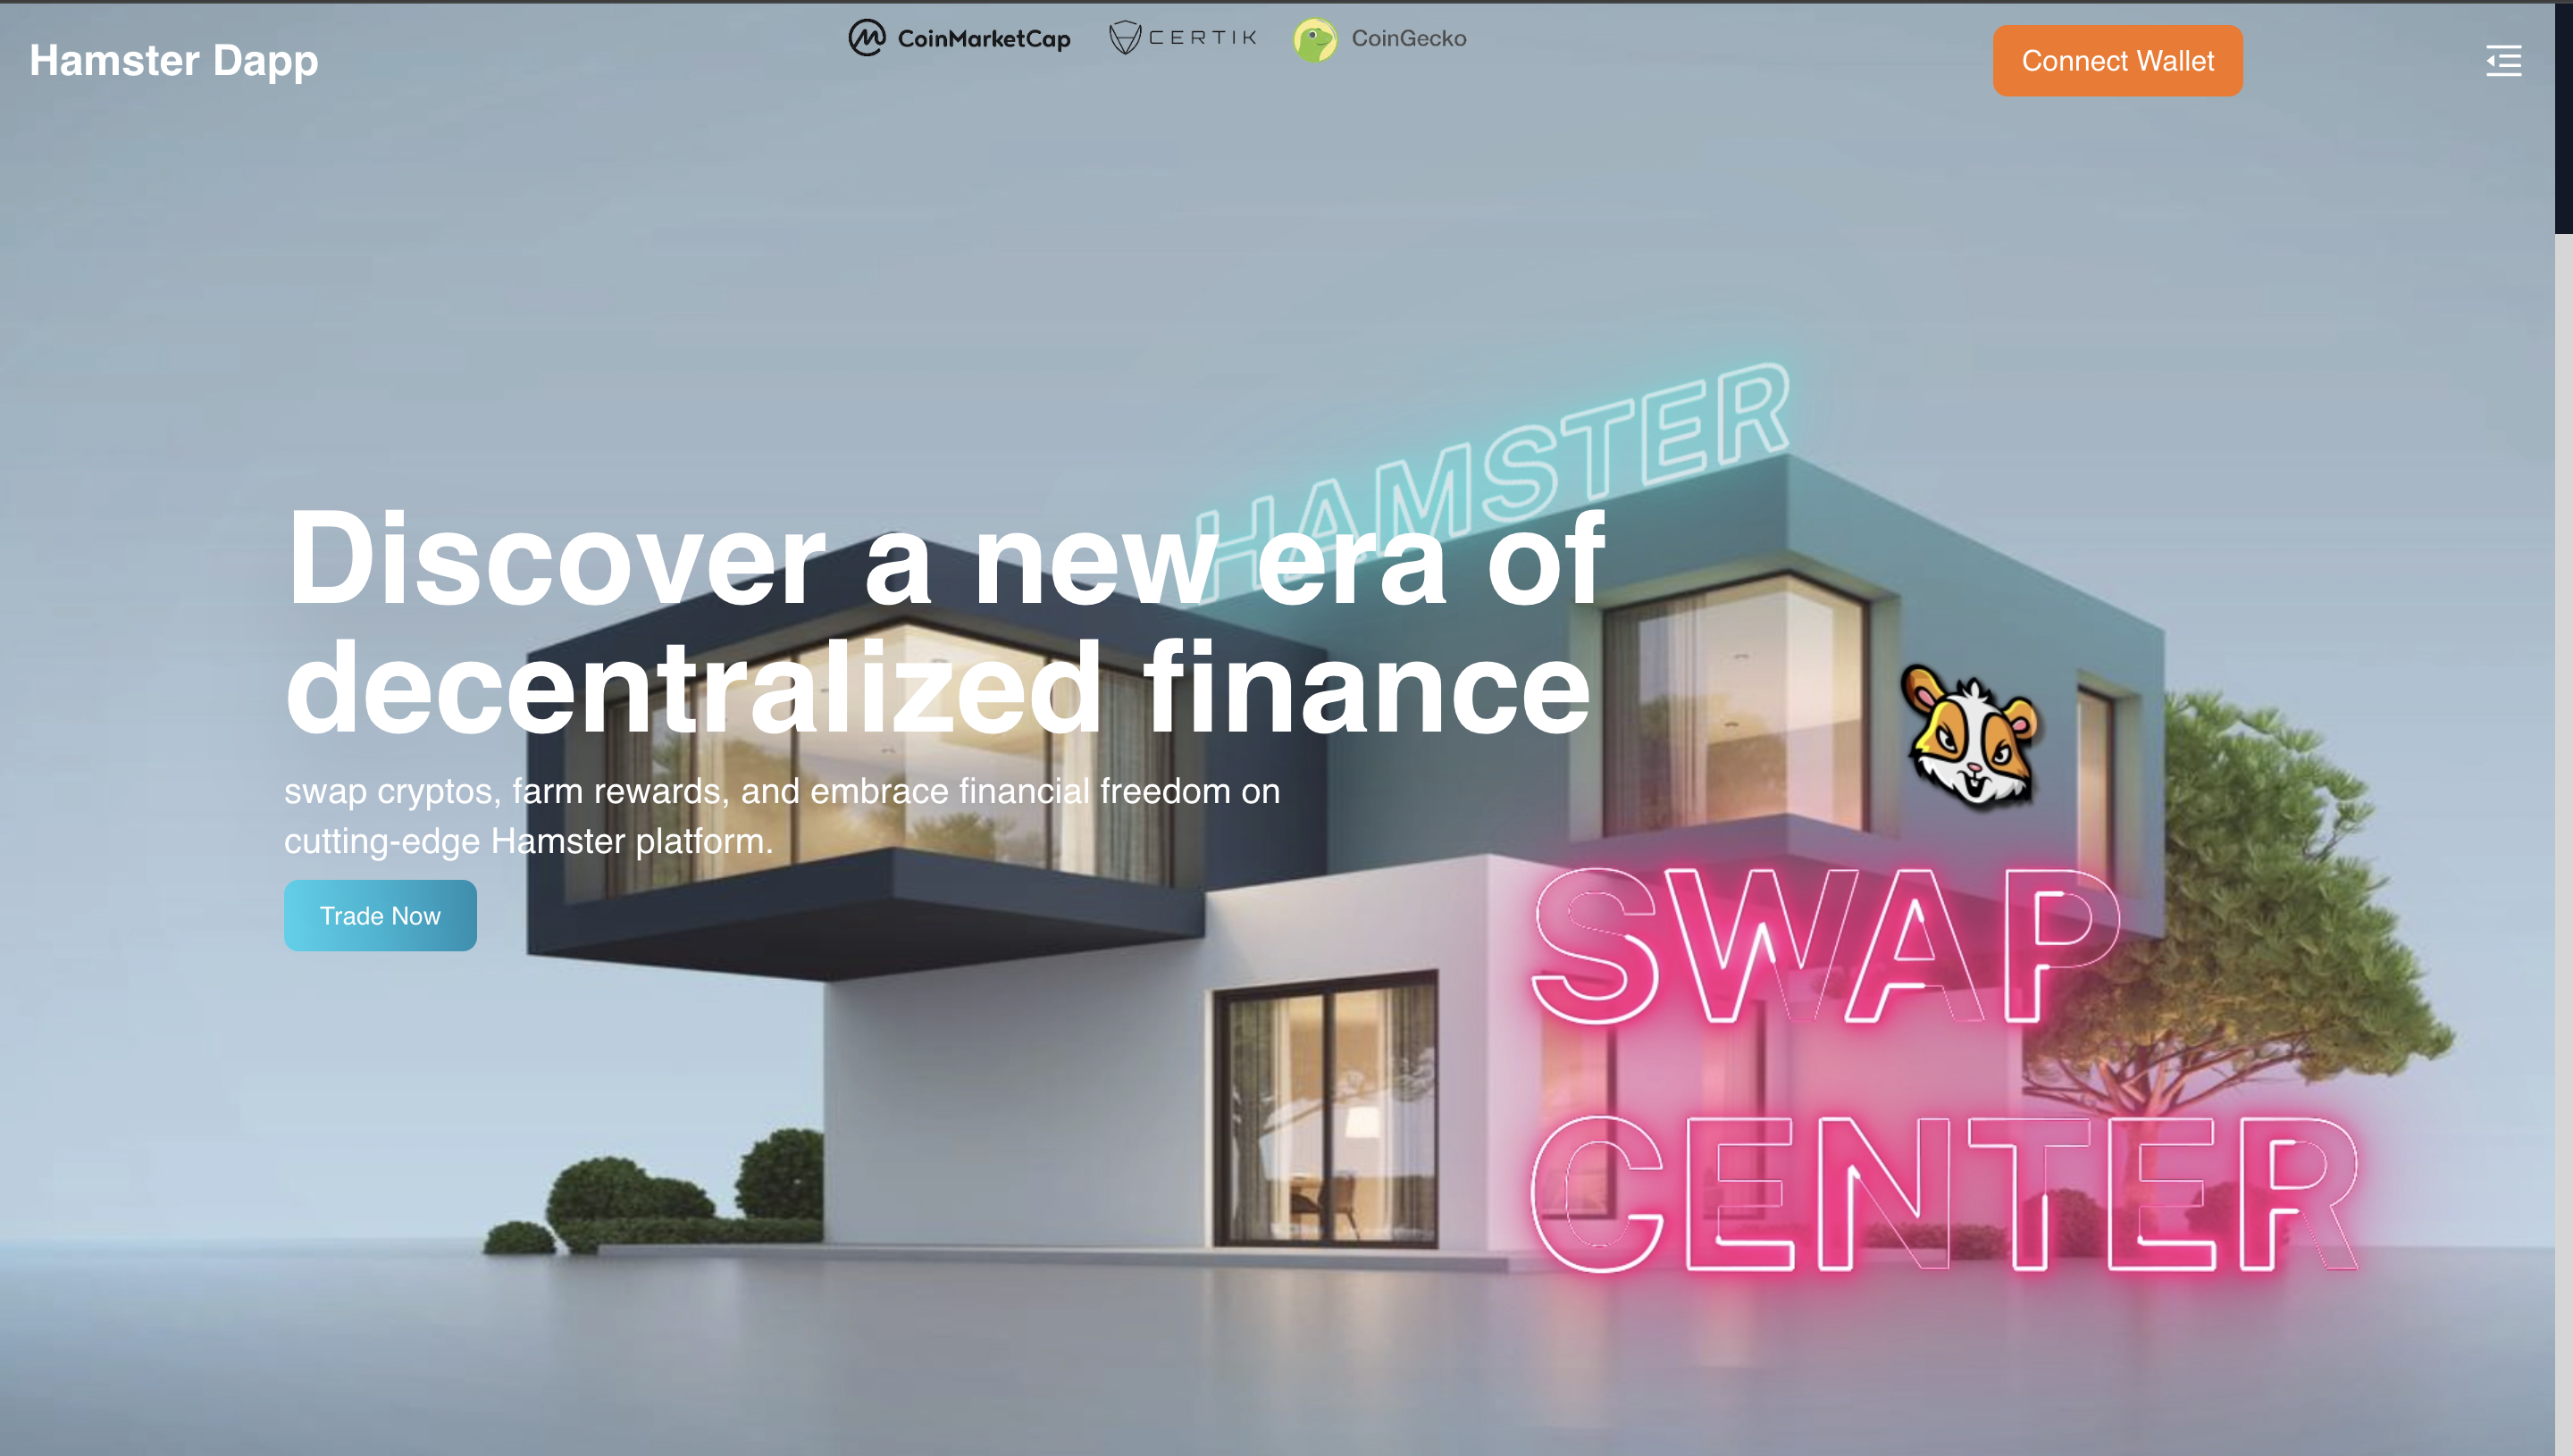 Hamster Dapp
CoinMarketCap
CERTIK
CoinGecko
Connect Wallet
HAMSTER
Discover a new era of
decentralized finance
swap cryptos, farm rewards, and embrace financial freedom on
cutting-edge Hamster platform.
Trade Now
SWAP
CENTER